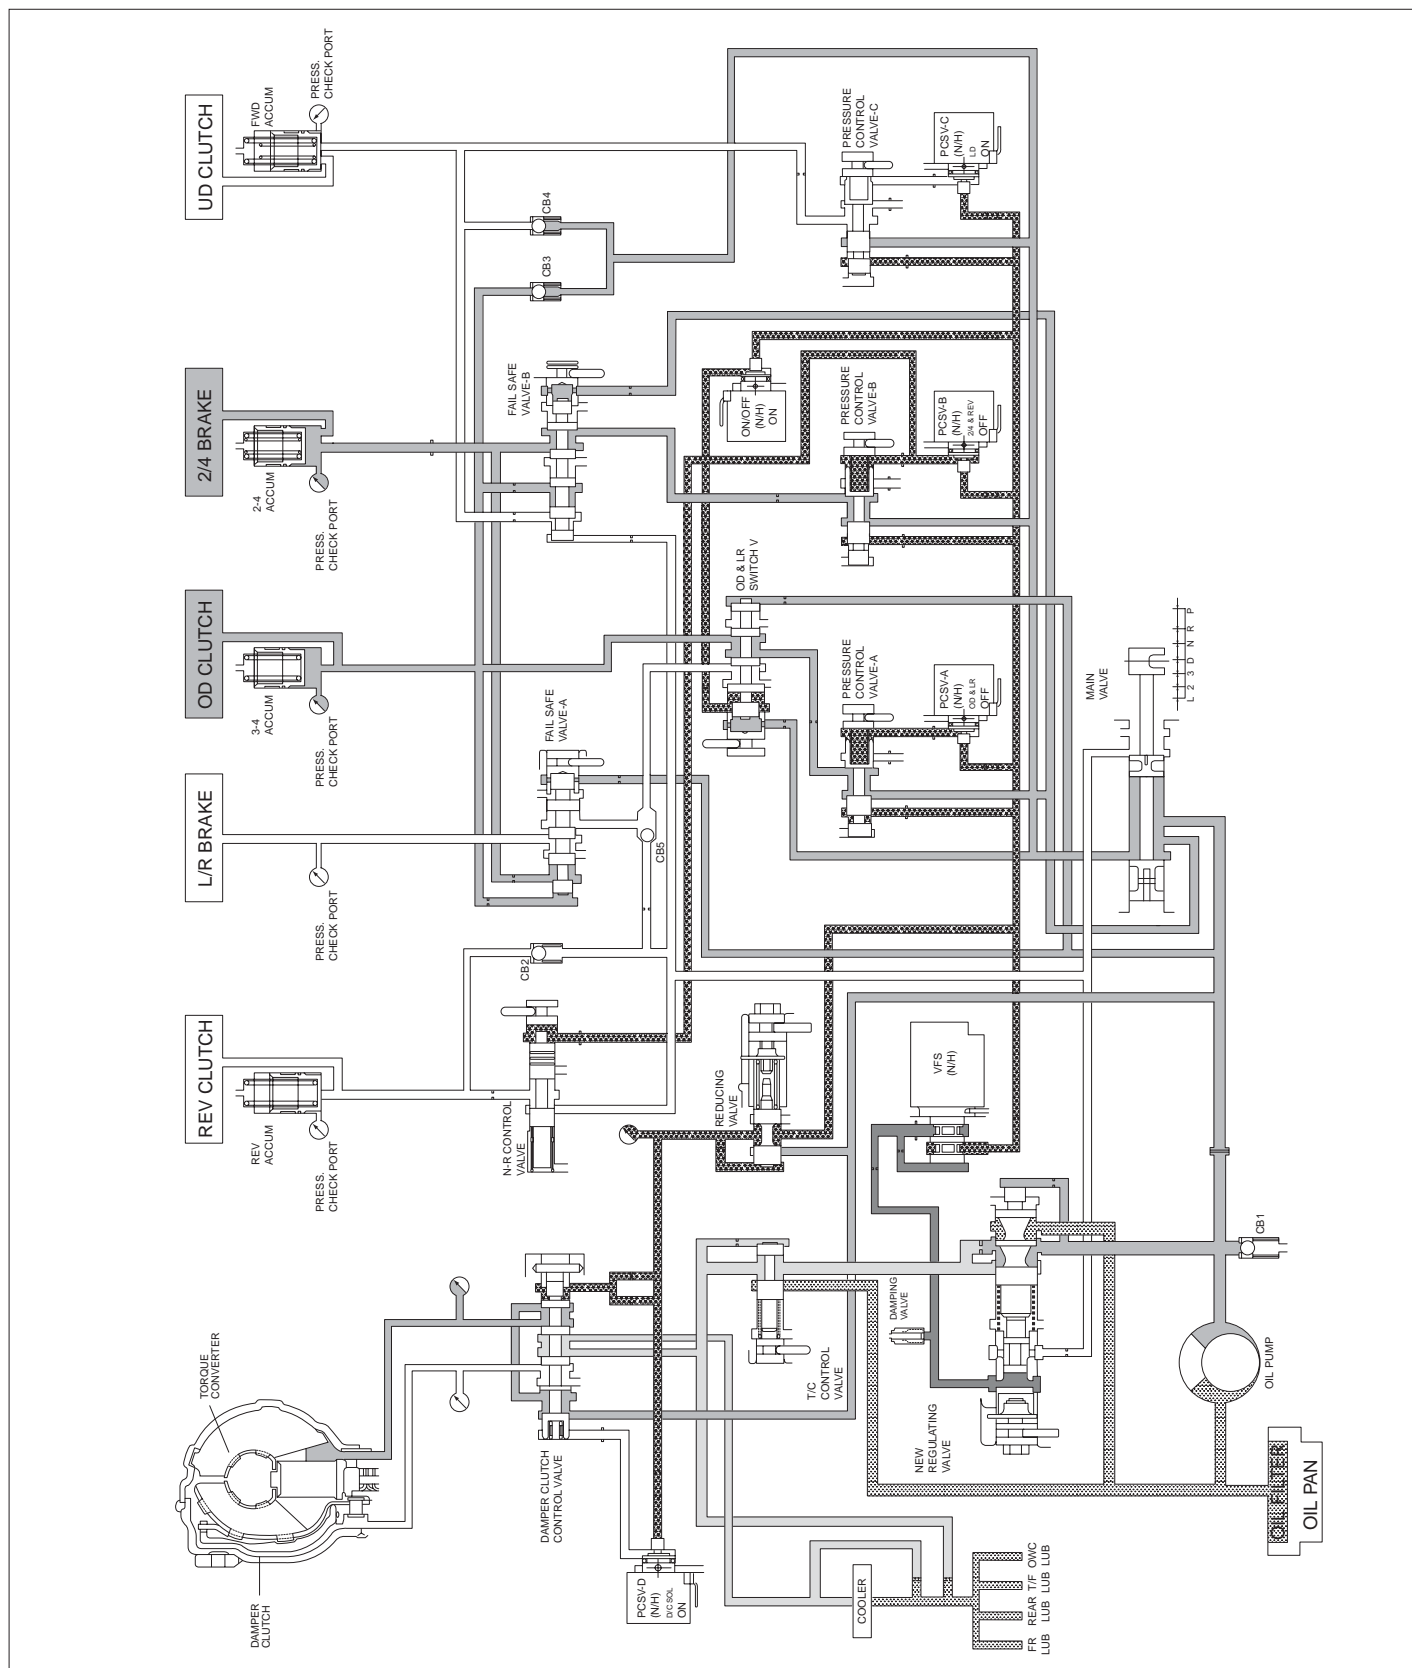 UD CLUTCH
FWD
ACCUM
PRESS.
CHECK PORT
2/4 BRAKE
2-4
ACCUM
PRESS.
CHECK PORT
OD CLUTCH
3-4
ACCUM
PRESS.
CHECK PORT
L/R BRAKE
PRESS.
CHECK PORT
REV CLUTCH
REV
ACCUM
PRESS.
CHECK PORT
TORQUE
CONVERTER
DAMPER
CLUTCH
CB4
CB3
FAIL SAFE
VALVE-B
FAIL SAFE
VALVE-A
CB5
CB2
N-R CONTROL
VALVE
DAMPER CLUTCH
CONTROL VALVE
PCSV-D
(N/H)
D/C SOL
ON
ON/OFF
(N/H)
ON
OD & LR
SWITCH V
REDUCING
VALVE
T/C
CONTROL
VALVE
PRESSURE
CONTROL
VALVE-C
PCSV-C
(N/H)
LD
ON
PRESSURE
CONTROL
VALVE-B
PCSV-B
(N/H)
2/4 & REV
OFF
PRESSURE
CONTROL
VALVE-A
PCSV-A
(N/H)
OD & LR
OFF
VFS
(N/H)
DAMPING
VALVE
NEW
REGULATING
VALVE
COOLER
FR
LUB
REAR
LUB
T/F
LUB
OWC
LUB
MAIN
VALVE
L 2 3 D N R P
CB1
OIL PUMP
OIL FILTER
OIL PAN